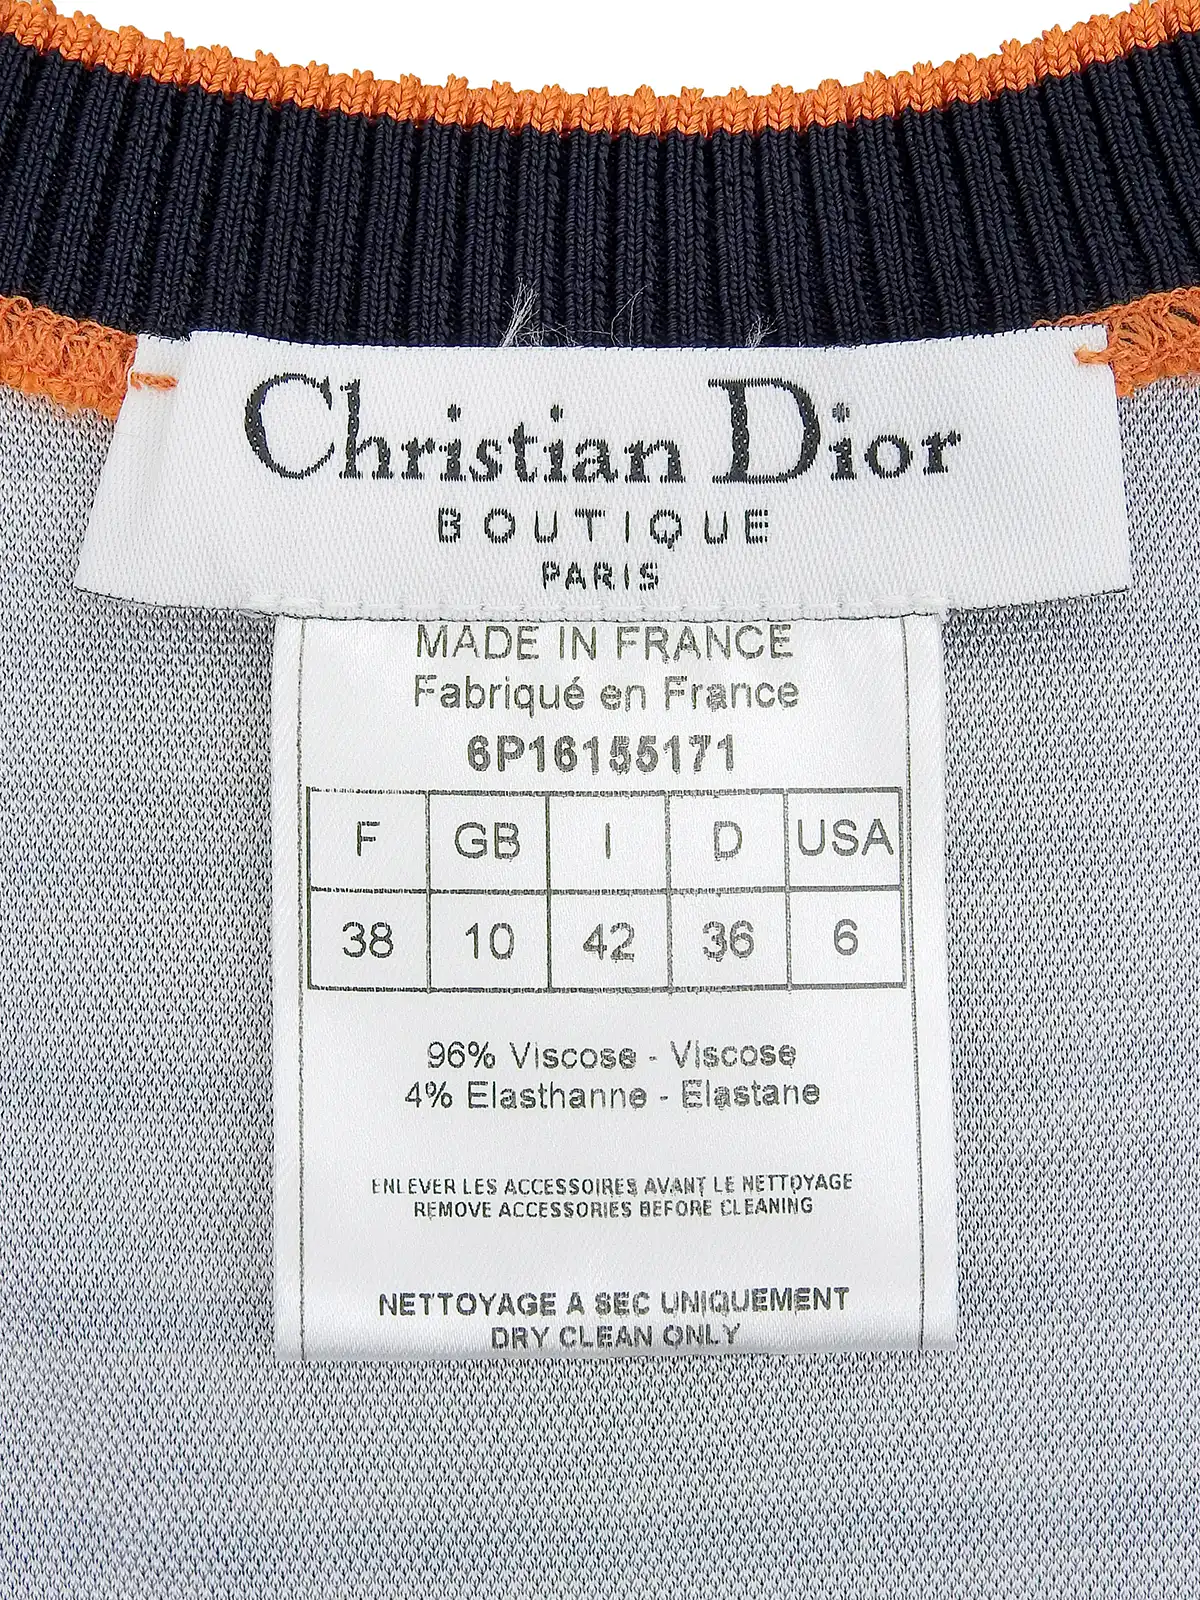 Christian Dior
BOUTIQUE
PARIS
MADE IN FRANCE
Fabriqué en France
6P16155171
F GB I D USA
38 10 42 36 6
96% Viscose - Viscose
4% Elasthanne - Elastane
ENLEVER LES ACCESSOIRES AVANT LE NETTOYAGE
REMOVE ACCESSORIES BEFORE CLEANING
NETTOYAGE A SEC UNIQUEMENT
DRY CLEAN ONLY